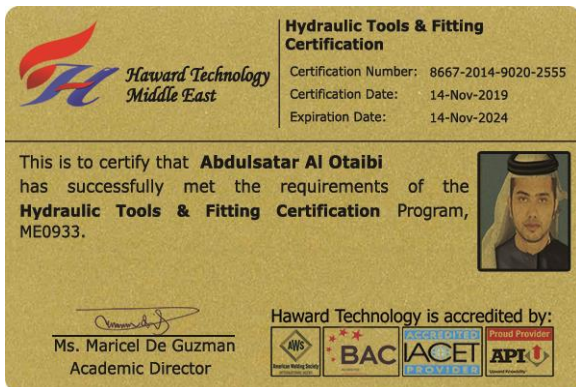 Haward Technology
Middle East
Hydraulic Tools & Fitting
Certification
Certification Number: 8667-2014-9020-2555
Certification Date: 14-Nov-2019
Expiration Date: 14-Nov-2024
This is to certify that Abdulsatar Al Otaibi
has successfully met the requirements of the
Hydraulic Tools & Fitting Certification Program,
ME0933.
Ms. Maricel De Guzman
Academic Director
Haward Technology is accredited by:
AWS
American Welding Society
BAC
ACCREDITED
IACET
PROVIDER
Proud Provider
API